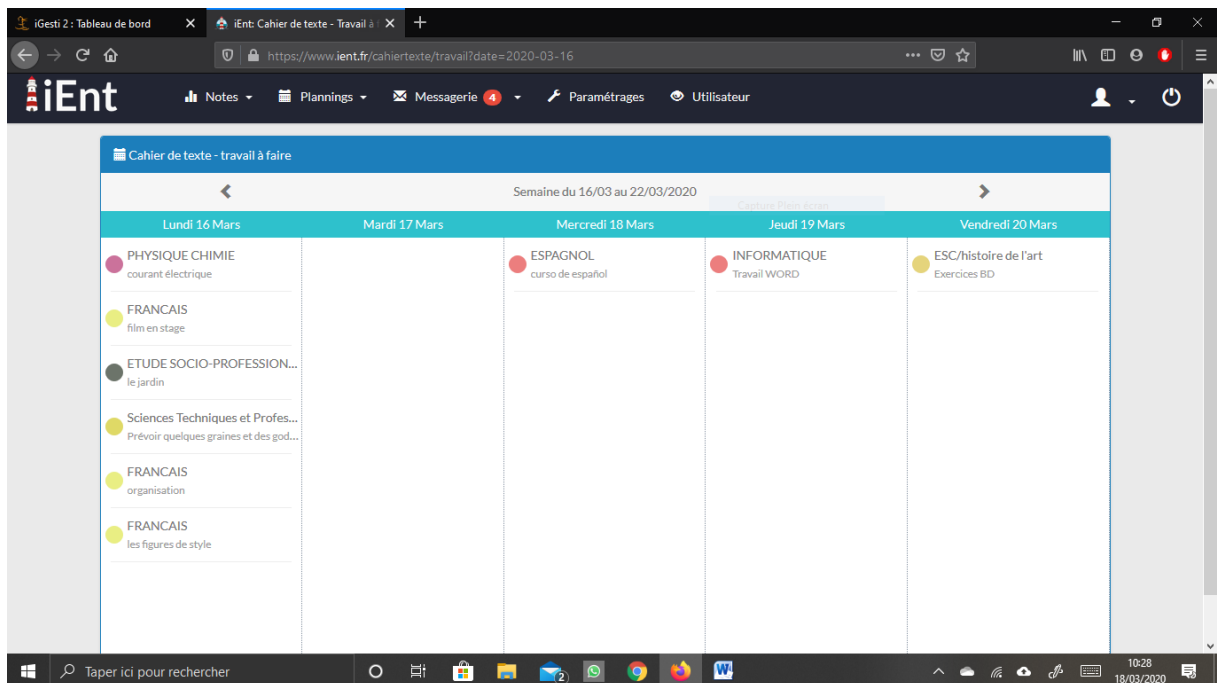 iGesti 2 : Tableau de bord
iEnt: Cahier de texte - Travail à
https://www.ient.fr/cahiertexte/travail?date=2020-03-16
iEnt
Notes
Plannings
Messagerie 4
Paramétrages
Utilisateur
Cahier de texte - travail à faire
Semaine du 16/03 au 22/03/2020
Capture Plein écran
Lundi 16 Mars
Mardi 17 Mars
Mercredi 18 Mars
Jeudi 19 Mars
Vendredi 20 Mars
PHYSIQUE CHIMIE
courant électrique
FRANCAIS
film en stage
ETUDE SOCIO-PROFESSION...
le jardin
Sciences Techniques et Profes...
Prévoir quelques graines et des god...
FRANCAIS
organisation
FRANCAIS
les figures de style
ESPAGNOL
curso de español
INFORMATIQUE
Travail WORD
ESC/histoire de l'art
Exercices BD
Taper ici pour rechercher
2
W
10:28
18/03/2020